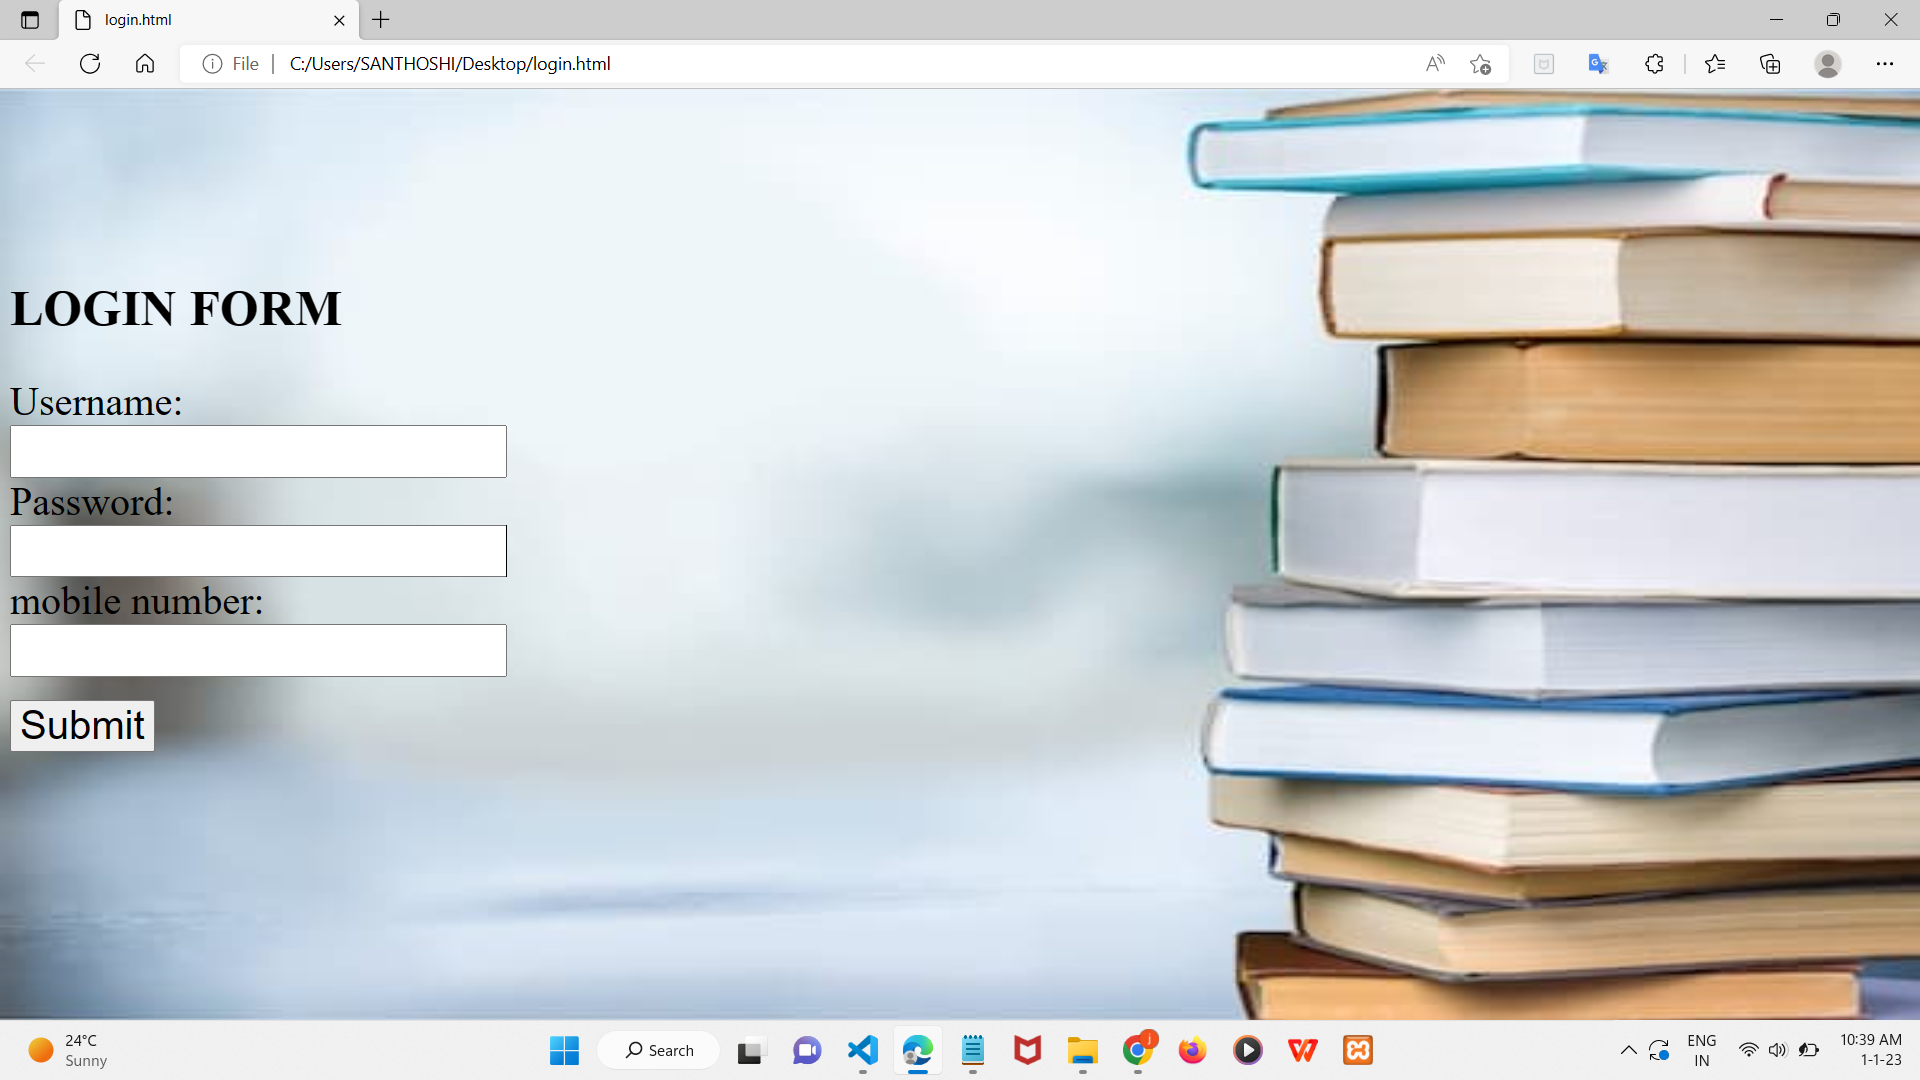 login.html
File
C:/Users/SANTHOSHI/Desktop/login.html
LOGIN FORM
Username:
Password:
mobile number:
Submit
24°C
Sunny
Search
J
ENG
IN
10:39 AM
1-1-23